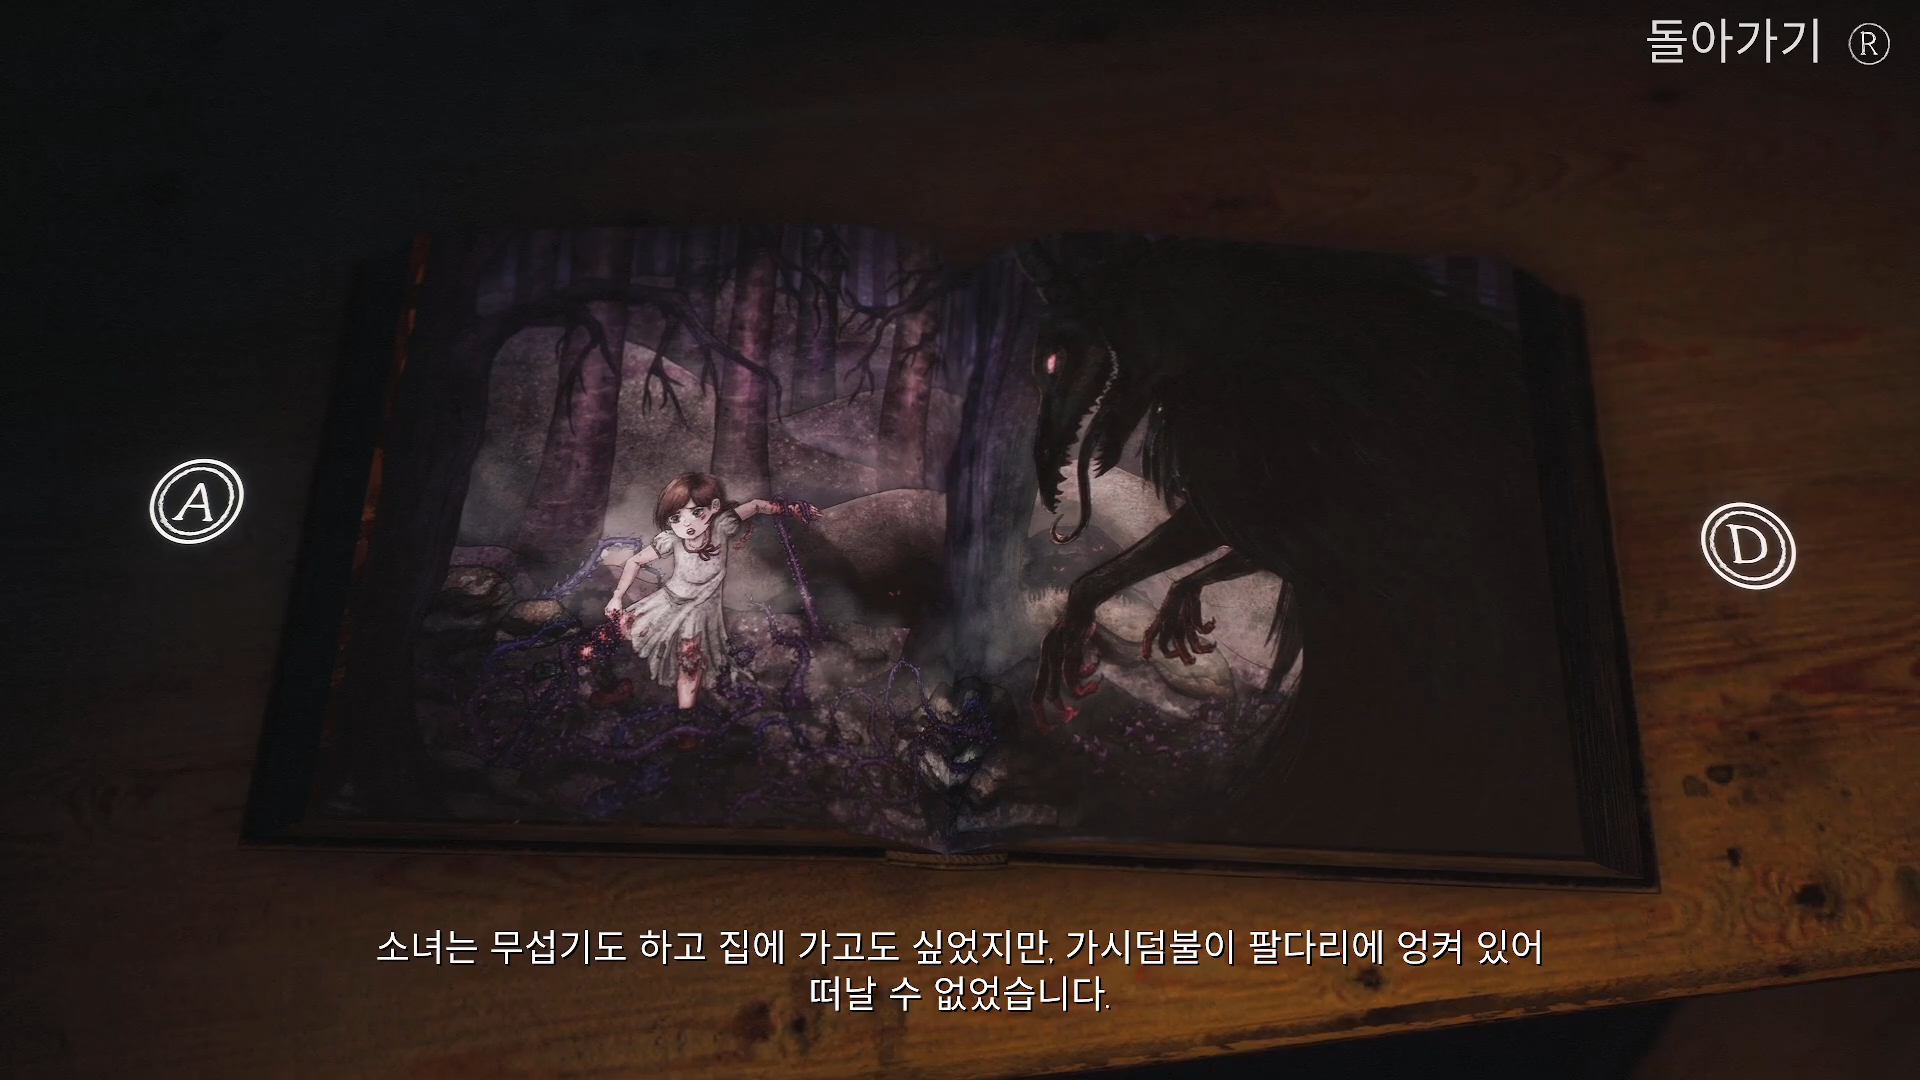 돌아가기 R
A
D
소녀는 무섭기도 하고 집에 가고도 싶었지만, 가시덤불이 팔다리에 엉켜 있어
떠날 수 없었습니다.